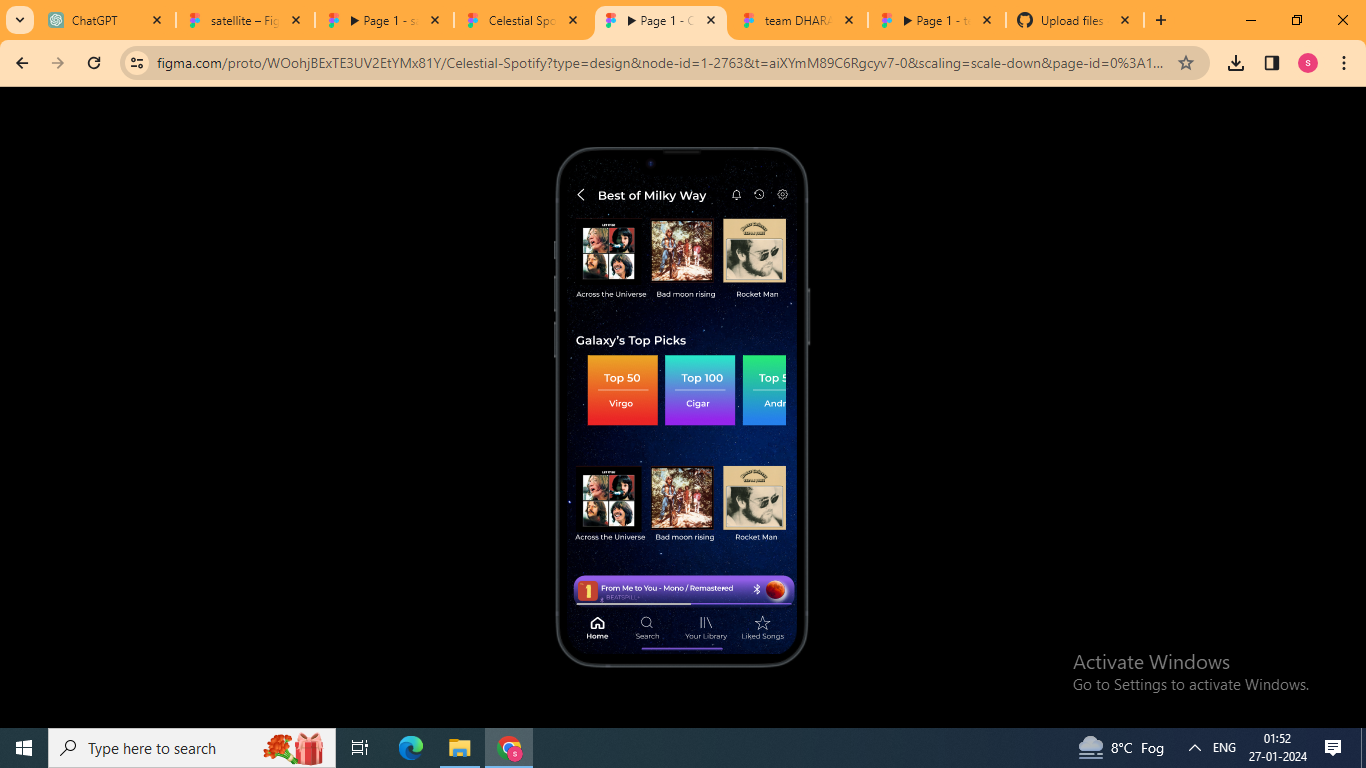 ChatGPT
satellite – Fig
▶ Page 1 - s
Celestial Spo
▶ Page 1 - C
team DHARA
▶ Page 1 - t
Upload files
figma.com/proto/WOohjBExTE3UV2EtYMx81Y/Celestial-Spotify?type=design&node-id=1-2763&t=aiXYmM89C6Rgcyv7-0&scaling=scale-down&page-id=0%3A1...
s
Best of Milky Way
LET IT BE
Across the Universe Bad moon rising Rocket Man
Galaxy's Top Picks
Top 50 Top 100 Top 5
Virgo Cigar Andr
LET IT BE
Across the Universe Bad moon rising Rocket Man
1
From Me to You - Mono / Remastered
BEATSPILL+
Home Search Your Library Liked Songs
Activate Windows
Go to Settings to activate Windows.
Type here to search
s
8°C Fog
ENG
01:52
27-01-2024